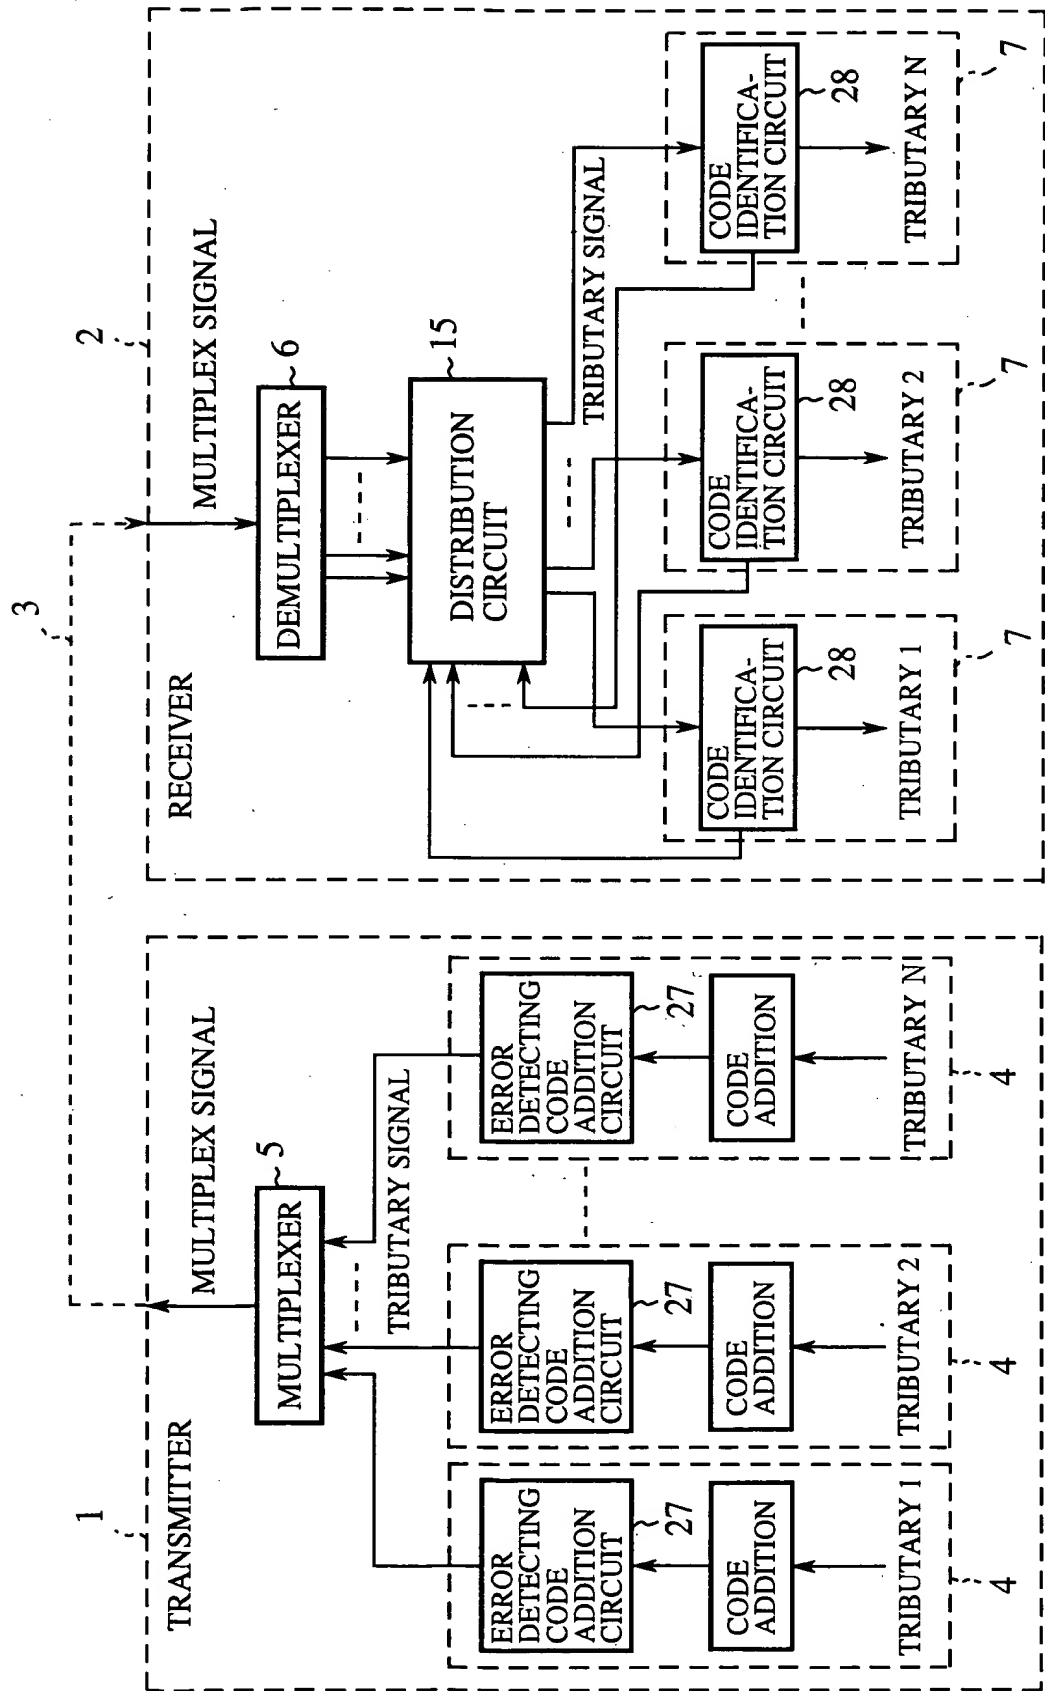 1
TRANSMITTER
MULTIPLEX SIGNAL
MULTIPLEXER
5
TRIBUTARY SIGNAL
ERROR
DETECTING
CODE
ADDITION
CIRCUIT
27
CODE
ADDITION
TRIBUTARY 1
4
ERROR
DETECTING
CODE
ADDITION
CIRCUIT
27
CODE
ADDITION
TRIBUTARY 2
4
ERROR
DETECTING
CODE
ADDITION
CIRCUIT
27
CODE
ADDITION
TRIBUTARY N
4
3
2
RECEIVER
MULTIPLEX SIGNAL
DEMULTIPLEXER
6
DISTRIBUTION
CIRCUIT
15
TRIBUTARY SIGNAL
CODE
IDENTIFICA-
TION CIRCUIT
28
TRIBUTARY 1
7
CODE
IDENTIFICA-
TION CIRCUIT
28
TRIBUTARY 2
7
CODE
IDENTIFICA-
TION CIRCUIT
28
TRIBUTARY N
7